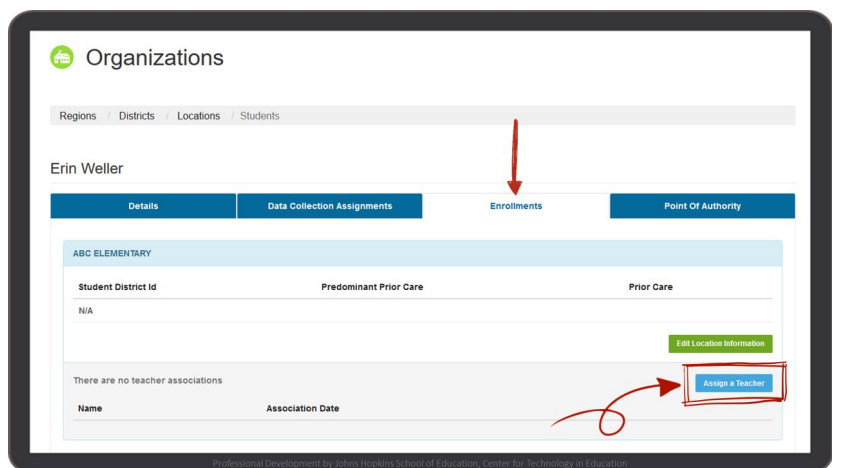 Organizations
Regions / Districts / Locations / Students
Erin Weller
Details Data Collection Assignments Enrollments Point Of Authority
ABC ELEMENTARY
Student District Id Predominant Prior Care Prior Care
N/A
Edit Location Information
There are no teacher associations Assign a Teacher
Name Association Date
Professional Development by Johns Hopkins School of Education, Center for Technology in Education